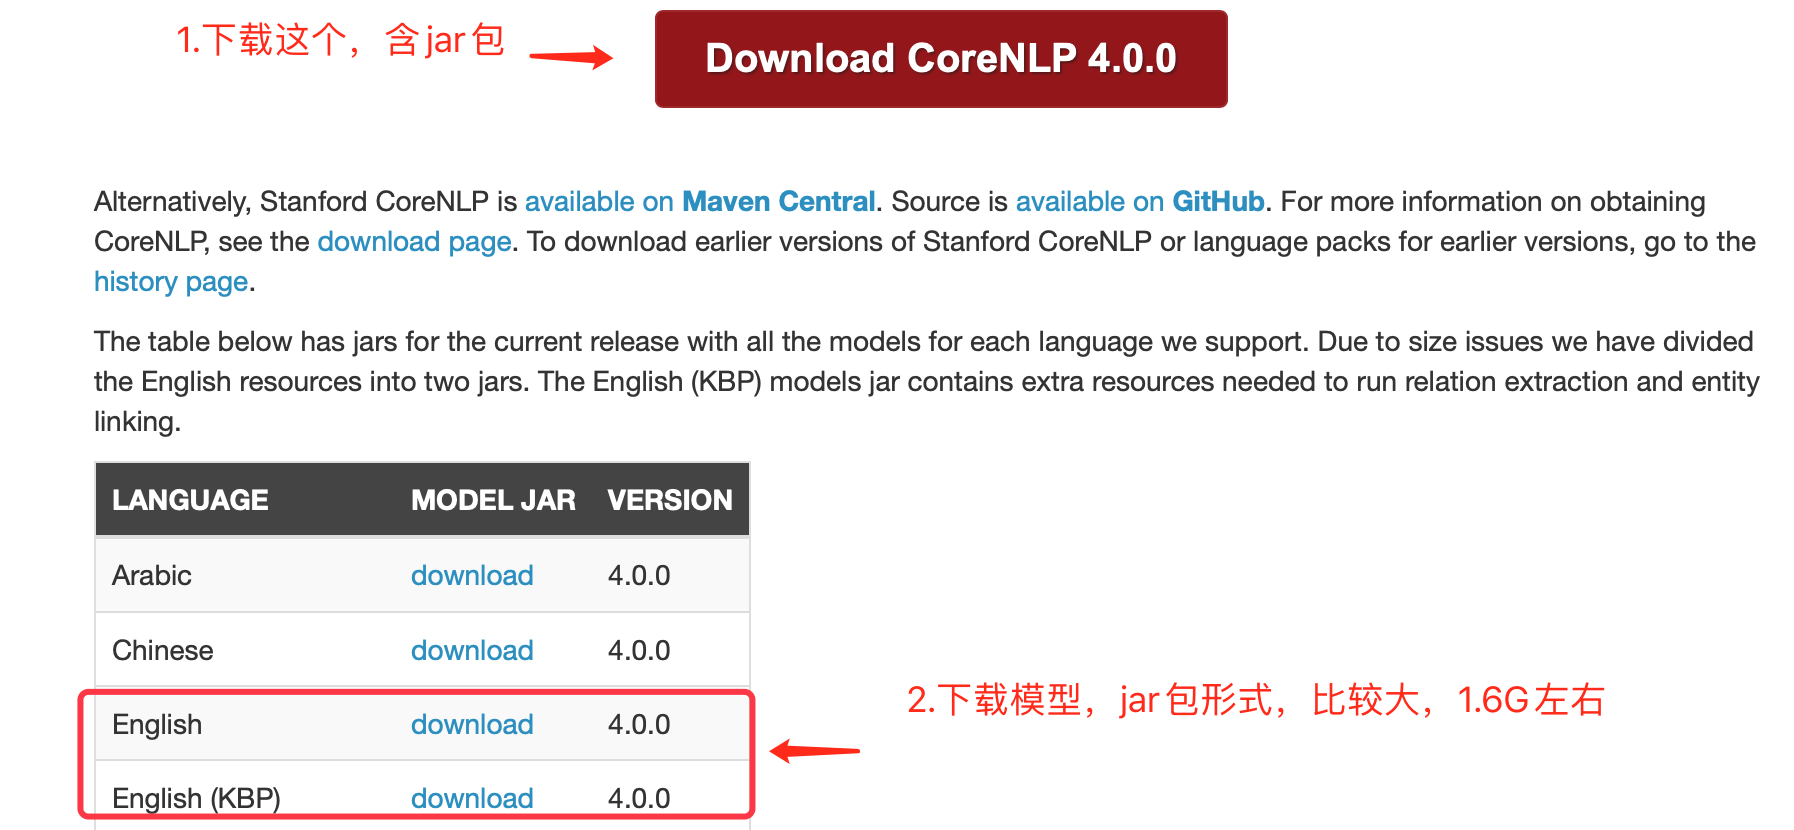 1.下载这个，含jar包
Download CoreNLP 4.0.0
Alternatively, Stanford CoreNLP is available on Maven Central. Source is available on GitHub. For more information on obtaining
CoreNLP, see the download page. To download earlier versions of Stanford CoreNLP or language packs for earlier versions, go to the
history page.
The table below has jars for the current release with all the models for each language we support. Due to size issues we have divided
the English resources into two jars. The English (KBP) models jar contains extra resources needed to run relation extraction and entity
linking.
LANGUAGE MODEL JAR VERSION
Arabic download 4.0.0
Chinese download 4.0.0
English download 4.0.0
2.下载模型，jar包形式，比较大，1.6G左右
English (KBP) download 4.0.0